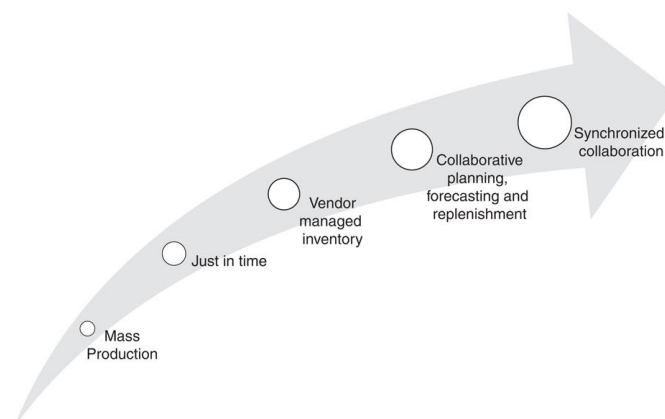 Synchronized
collaboration
Collaborative
planning,
forecasting and
replenishment
Vendor
managed
inventory
Just in time
Mass
Production